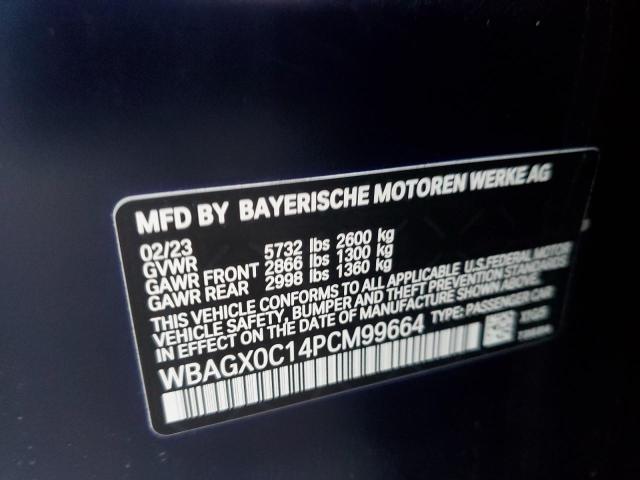 MFD BY BAYERISCHE MOTOREN WERKE AG
02/23
GVWR 5732 lbs 2600 kg
GAWR FRONT 2866 lbs 1300 kg
GAWR REAR 2998 lbs 1360 kg
THIS VEHICLE CONFORMS TO ALL APPLICABLE U.S.FEDERAL MOTOR
VEHICLE SAFETY, BUMPER AND THEFT PREVENTION STANDARDS
IN EFFECT ON THE DATE OF MANUFACTURE SHOWN ABOVE.
WBAGX0C14PCM99664 TYPE: PASSENGER CAR